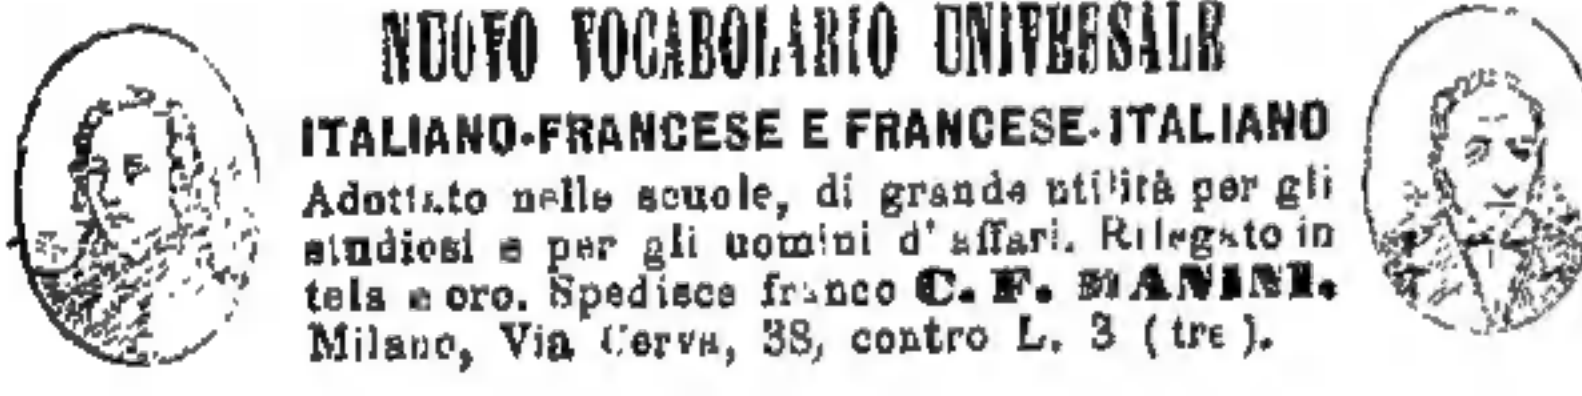 NUOVO VOCABOLARIO UNIVERSALE
ITALIANO-FRANCESE E FRANCESE-ITALIANO
Adottato nelle scuole, di grande utilità per gli
studiosi e per gli uomini d'affari. Rilegato in
tela e oro. Spedisce franco C. F. MANINI.
Milano, Via Cerva, 38, contro L. 3 (tre).